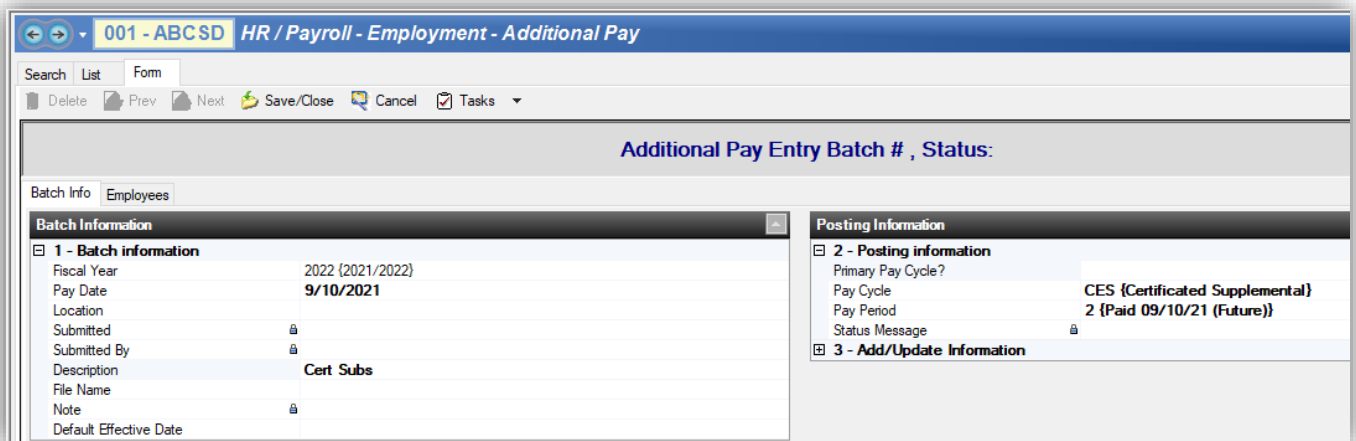 001 - ABCSD HR / Payroll - Employment - Additional Pay
Search List Form
Delete Prev Next Save/Close Cancel Tasks
Additional Pay Entry Batch # , Status:
Batch Info Employees
Batch Information
1 - Batch information
Fiscal Year 2022 {2021/2022}
Pay Date 9/10/2021
Location
Submitted
Submitted By
Description Cert Subs
File Name
Note
Default Effective Date
Posting Information
2 - Posting information
Primary Pay Cycle?
Pay Cycle CES {Certificated Supplemental}
Pay Period 2 {Paid 09/10/21 (Future)}
Status Message
3 - Add/Update Information